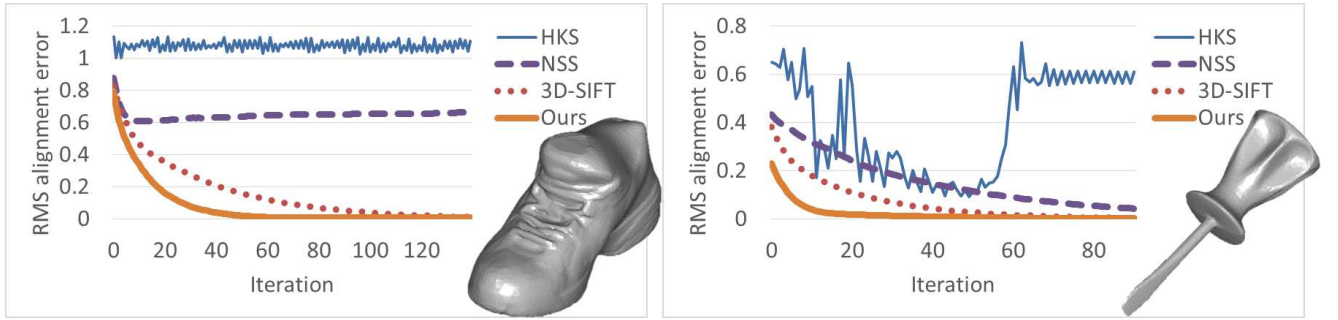 RMS alignment error
1.2
1
0.8
0.6
0.4
0.2
0
0 20 40 60 80 100 120
Iteration
HKS
NSS
3D-SIFT
Ours
RMS alignment error
0.8
0.6
0.4
0.2
0
0 20 40 60 80
Iteration
HKS
NSS
3D-SIFT
Ours